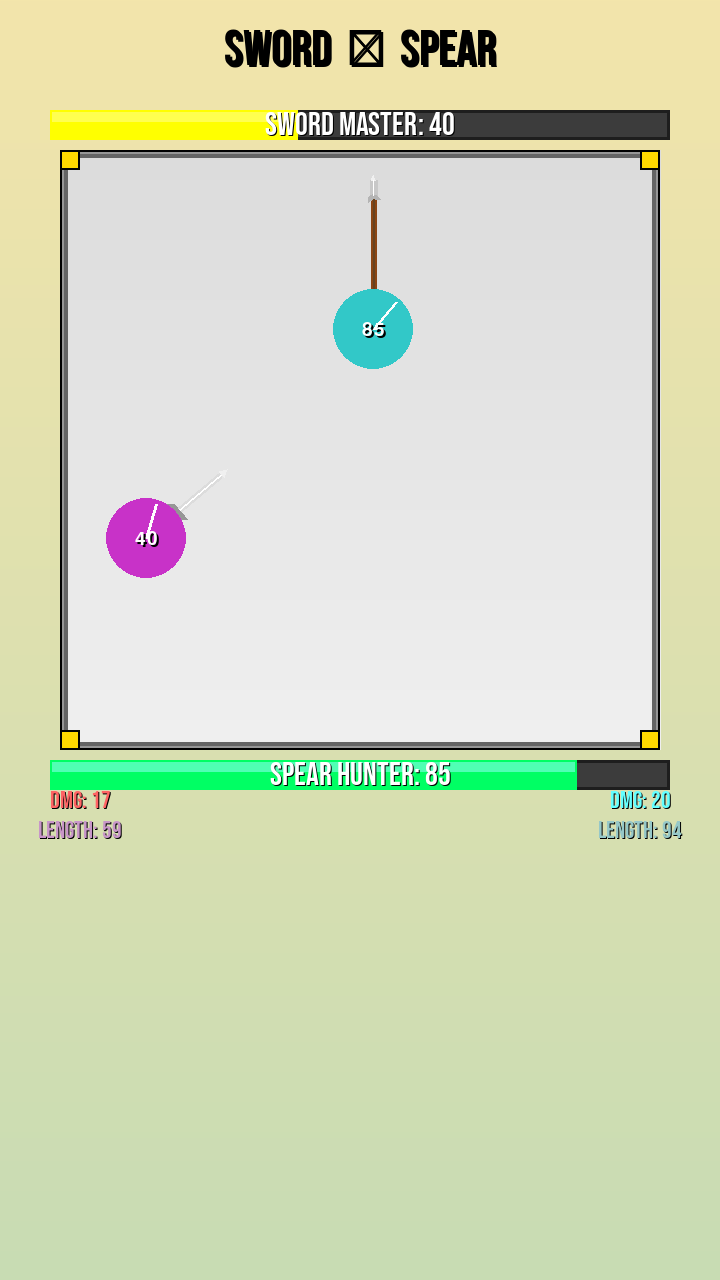 SWORD SPEAR
SWORD MASTER: 40
85
40
SPEAR HUNTER: 85
DMG: 17
DMG: 20
LENGTH: 59
LENGTH: 94